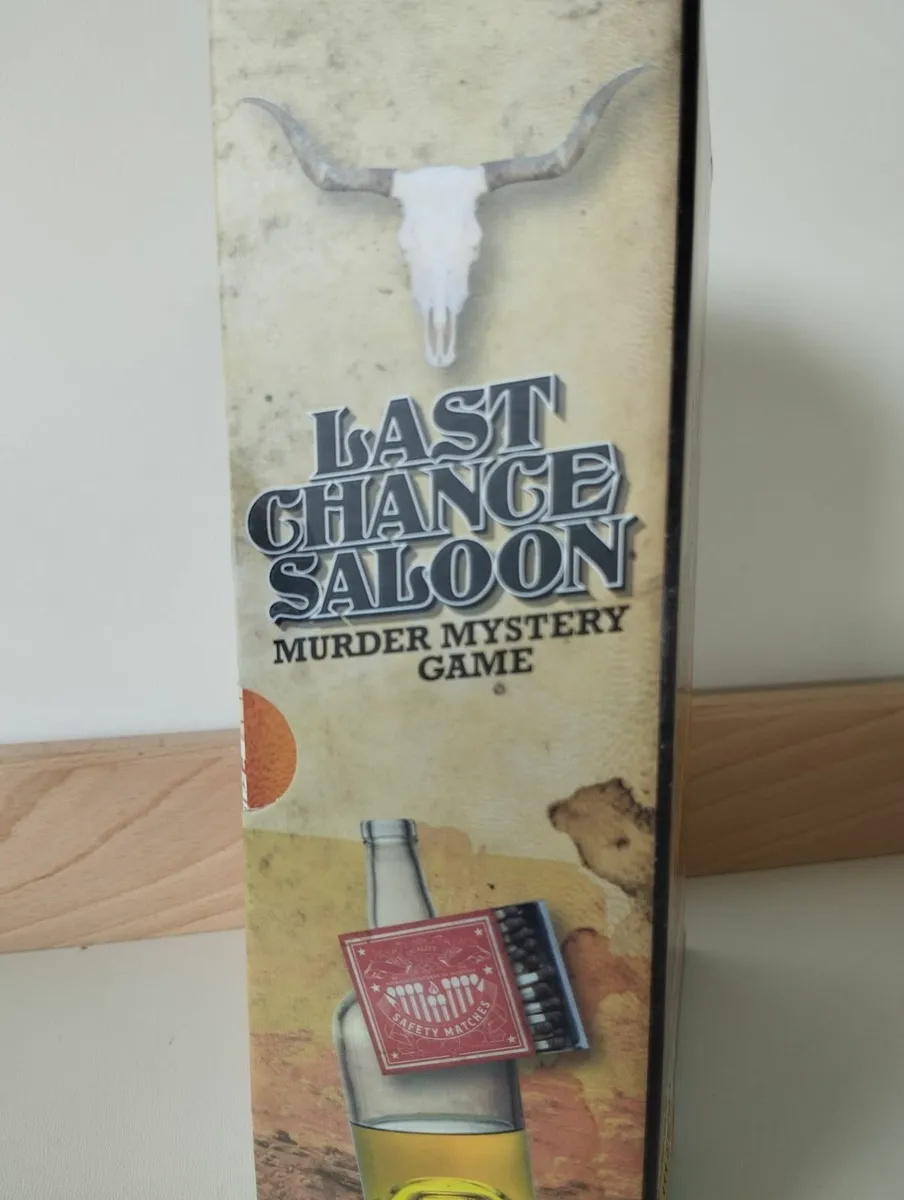 LAST
CHANCE
SALOON
MURDER MYSTERY
GAME
SAFETY MATCHES